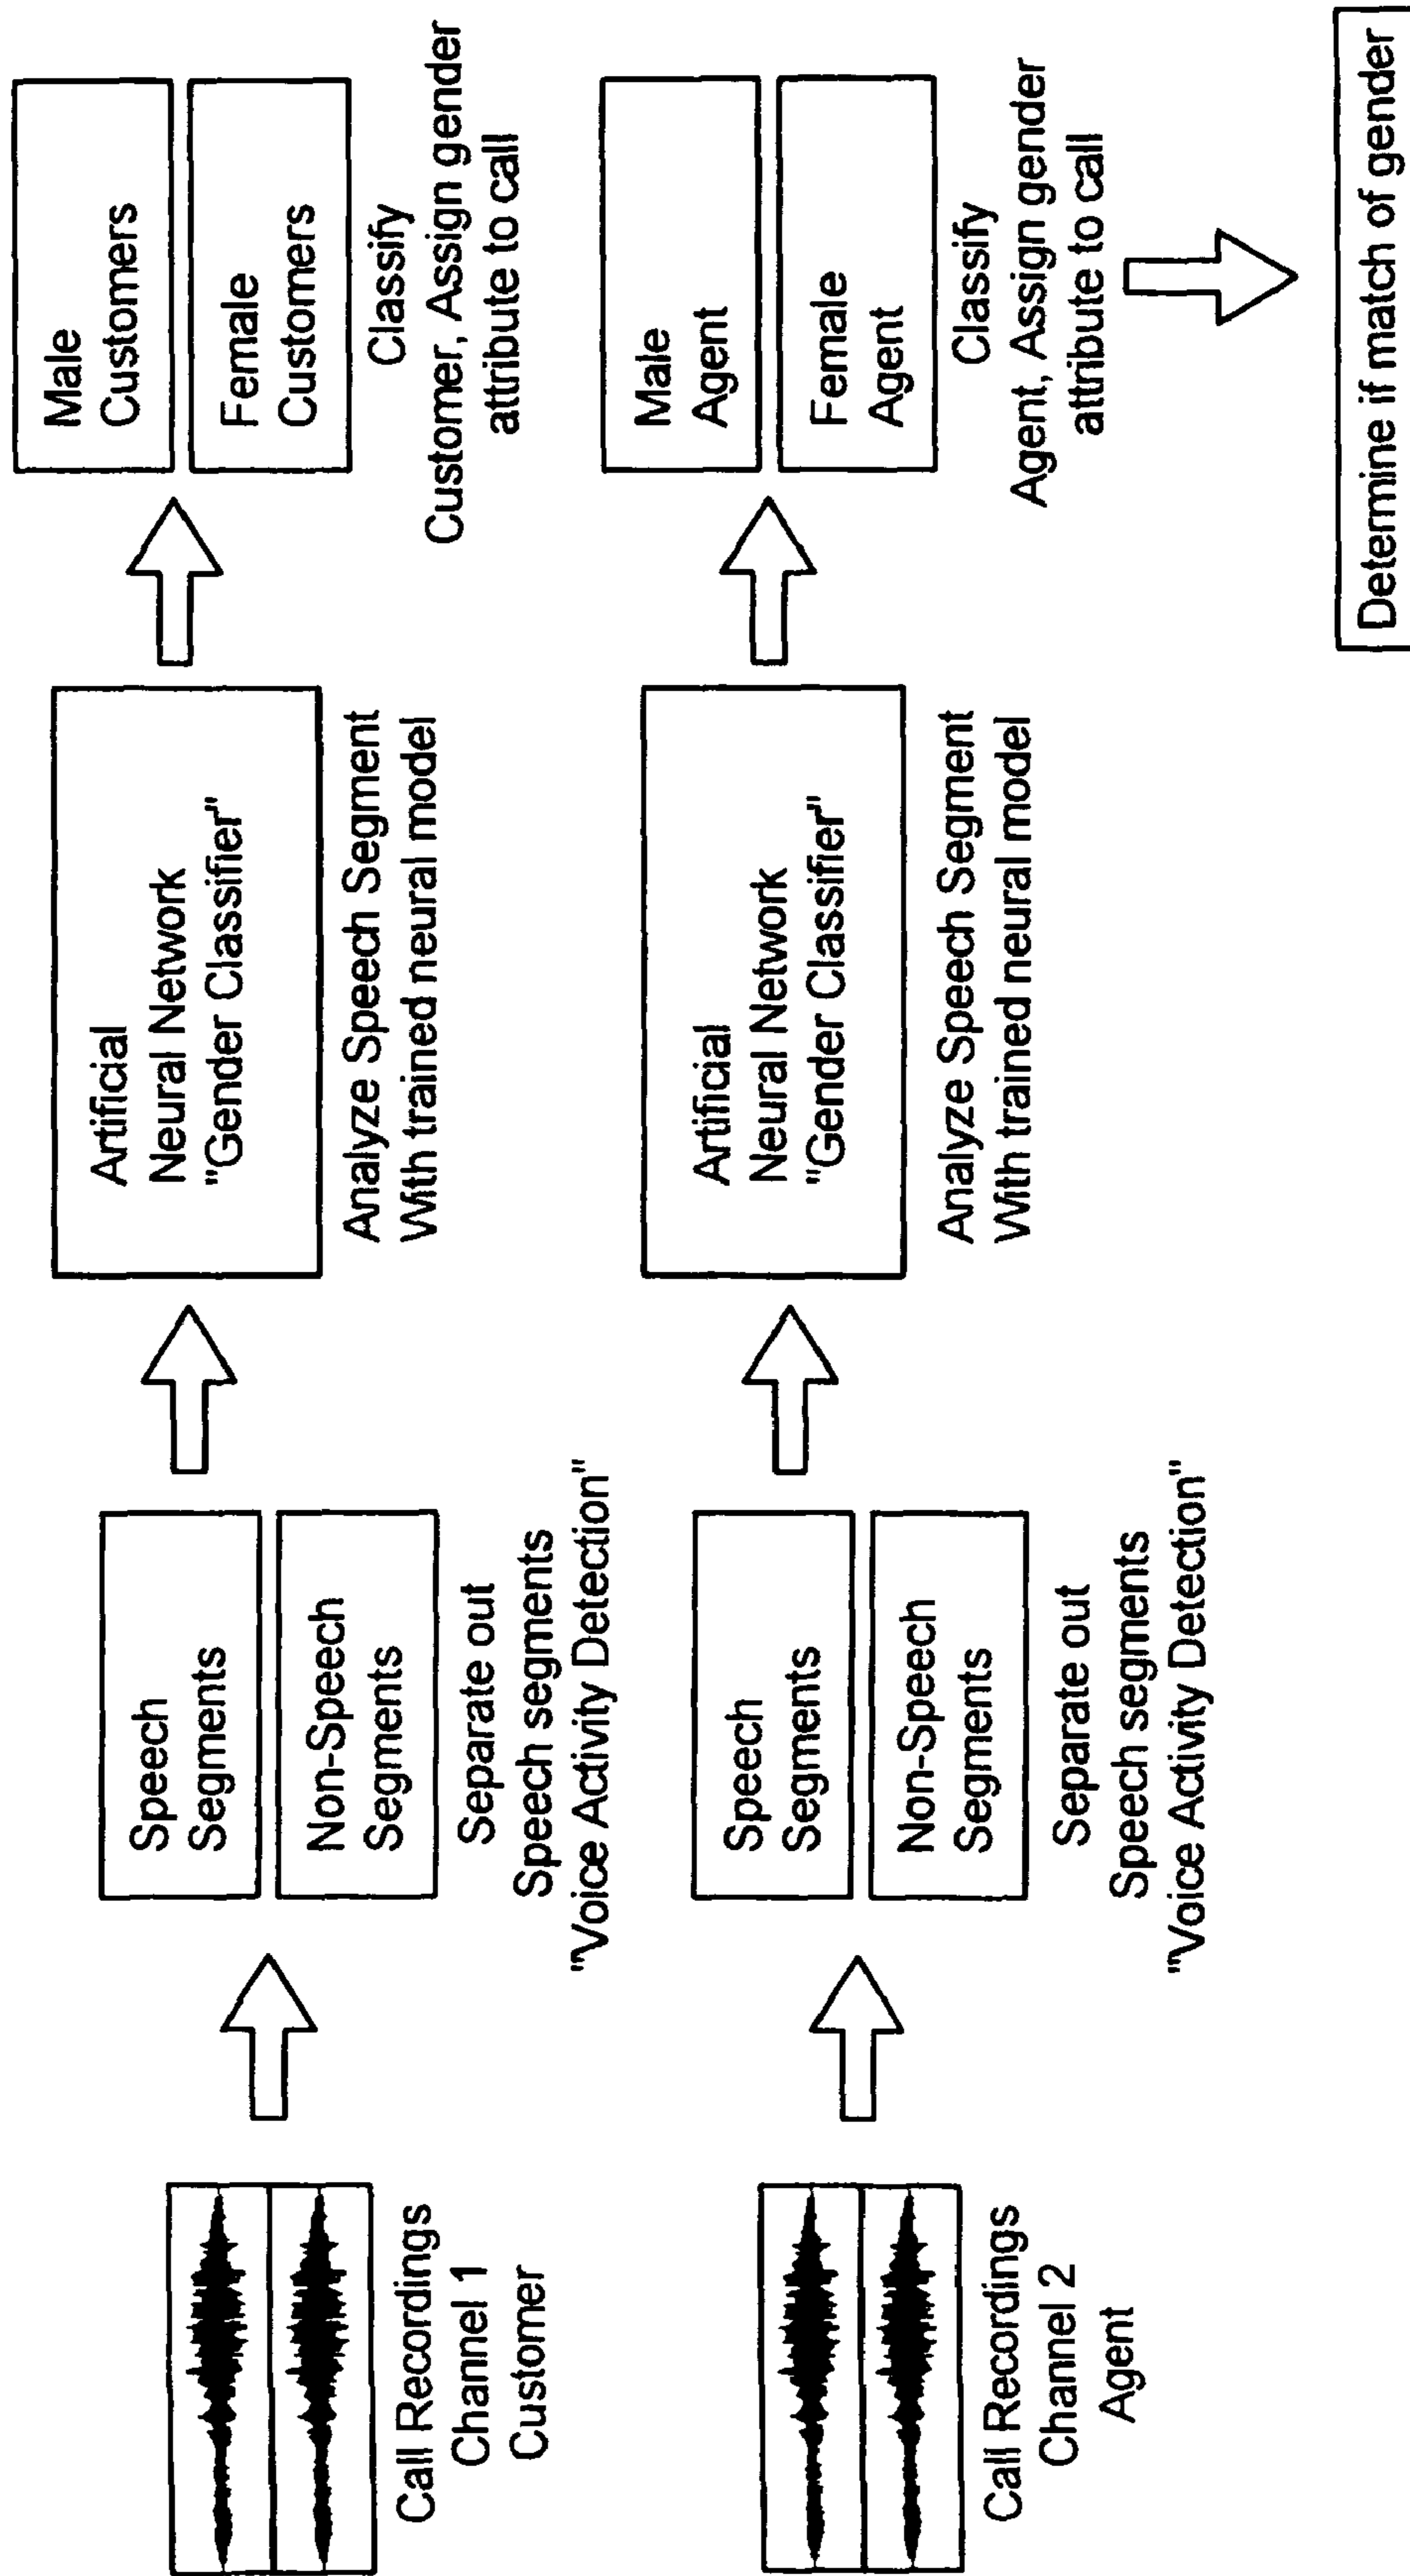 Call Recordings
Channel 1
Customer
Speech
Segments
Non-Speech
Segments
Separate out
Speech segments
"Voice Activity Detection"
Artificial
Neural Network
"Gender Classifier"
Analyze Speech Segment
With trained neural model
Male
Customers
Female
Customers
Classify
Customer, Assign gender
attribute to call
Call Recordings
Channel 2
Agent
Speech
Segments
Non-Speech
Segments
Separate out
Speech segments
"Voice Activity Detection"
Artificial
Neural Network
"Gender Classifier"
Analyze Speech Segment
With trained neural model
Male
Agent
Female
Agent
Classify
Agent, Assign gender
attribute to call
Determine if match of gender